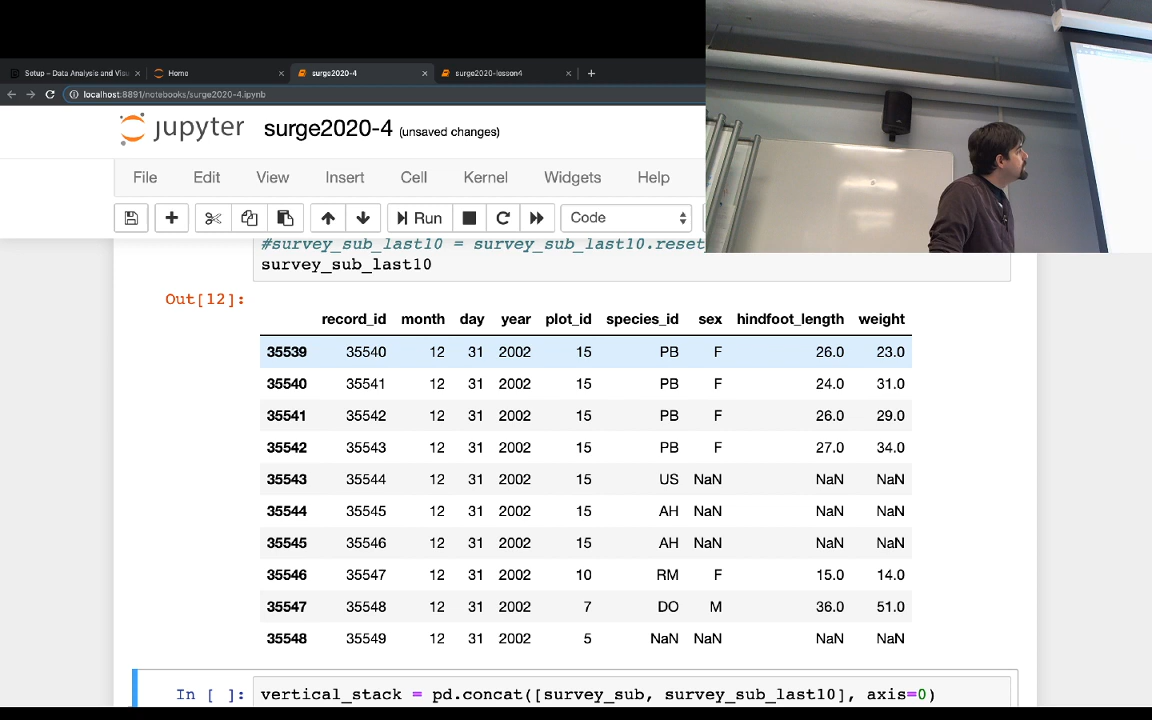 Setup – Data Analysis and Visu
Home
surge2020-4
surge2020-lesson4
localhost:8891/notebooks/surge2020-4.ipynb
jupyter surge2020-4 (unsaved changes)
File Edit View Insert Cell Kernel Widgets Help
Run Code
#survey_sub_last10 = survey_sub_last10.reset
survey_sub_last10
Out[12]:
record_id month day year plot_id species_id sex hindfoot_length weight
35539 35540 12 31 2002 15 PB F 26.0 23.0
35540 35541 12 31 2002 15 PB F 24.0 31.0
35541 35542 12 31 2002 15 PB F 26.0 29.0
35542 35543 12 31 2002 15 PB F 27.0 34.0
35543 35544 12 31 2002 15 US NaN NaN NaN
35544 35545 12 31 2002 15 AH NaN NaN NaN
35545 35546 12 31 2002 15 AH NaN NaN NaN
35546 35547 12 31 2002 10 RM F 15.0 14.0
35547 35548 12 31 2002 7 DO M 36.0 51.0
35548 35549 12 31 2002 5 NaN NaN NaN NaN
In [ ]: vertical_stack = pd.concat([survey_sub, survey_sub_last10], axis=0)